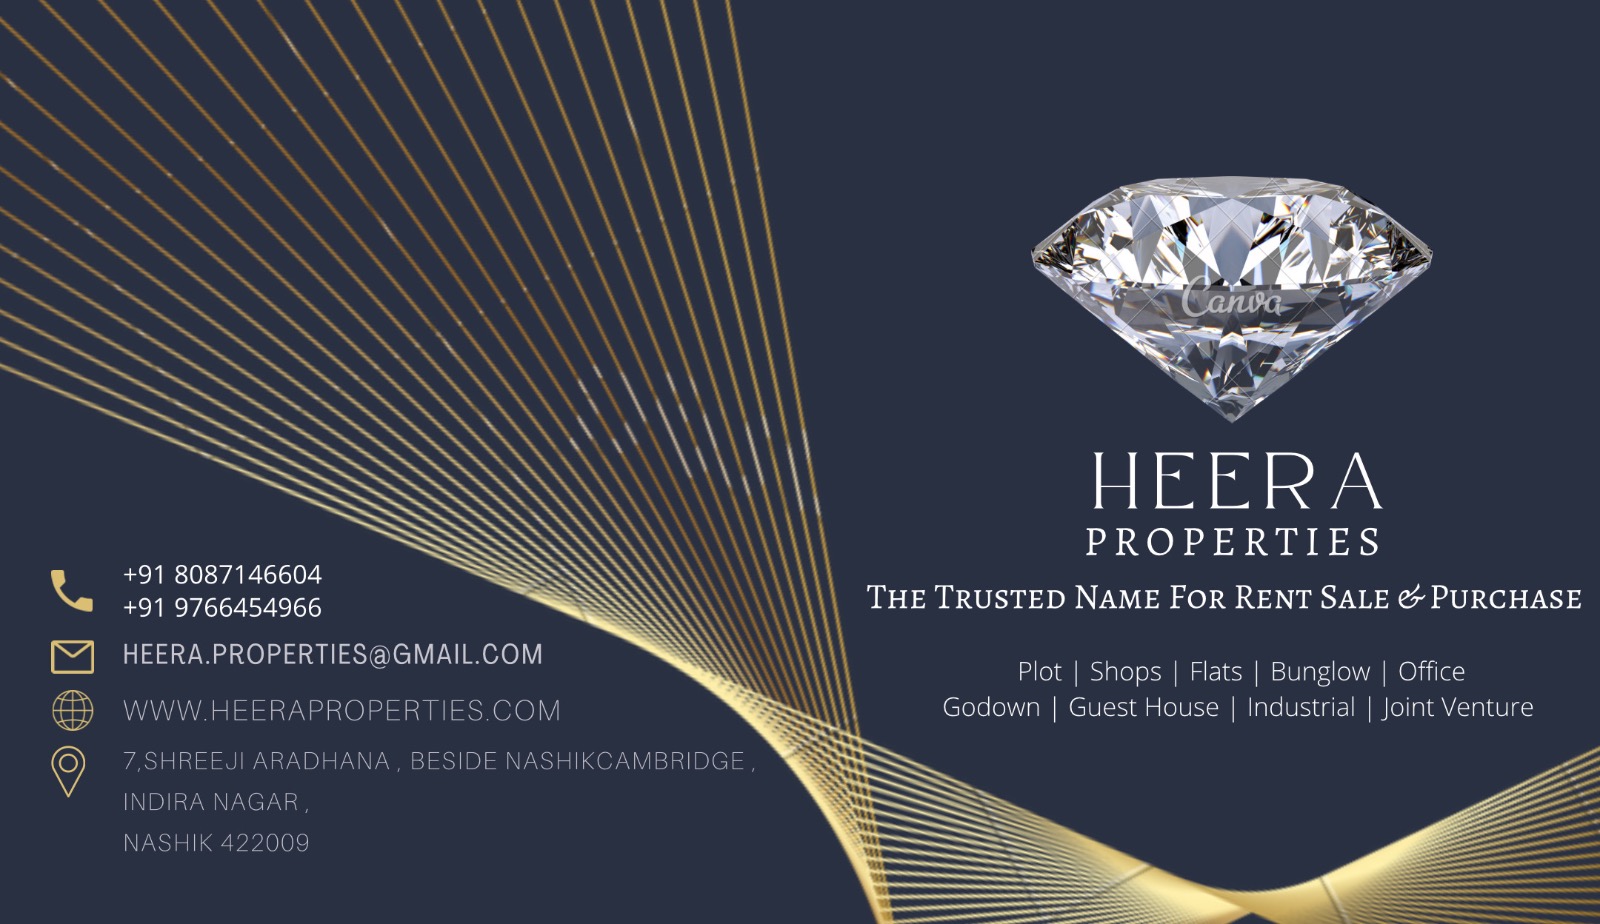 Canva
HEERA
PROPERTIES
The Trusted Name For Rent Sale & Purchase
Plot | Shops | Flats | Bunglow | Office
Godown | Guest House | Industrial | Joint Venture
+91 8087146604
+91 9766454966
HEERA.PROPERTIES@GMAIL.COM
WWW.HEERAPROPERTIES.COM
7,SHREEJI ARADHANA , BESIDE NASHIKCAMBRIDGE ,
INDIRA NAGAR ,
NASHIK 422009